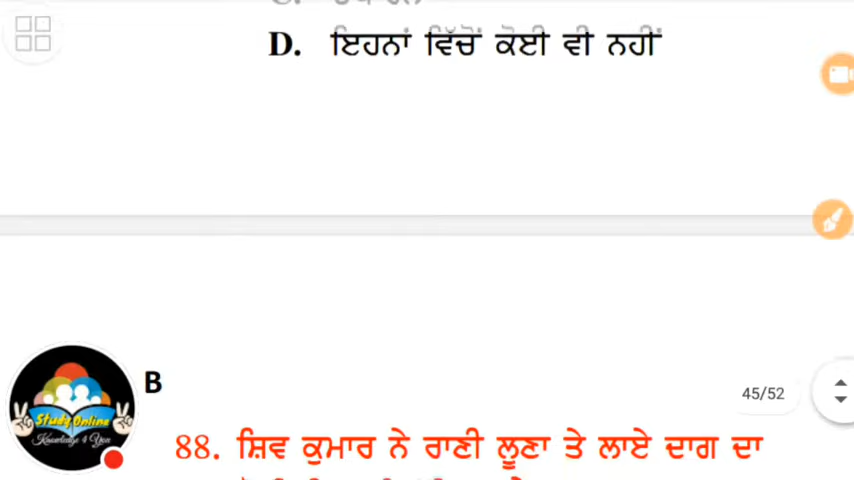 D. ਇਹਨਾਂ ਵਿੱਚੋਂ ਕੋਈ ਵੀ ਨਹੀਂ
Study Online
Knowledge 4 You
B
45/52
88. ਸ਼ਿਵ ਕੁਮਾਰ ਨੇ ਰਾਣੀ ਲੂਣਾ ਤੇ ਲਾਏ ਦਾਗ ਦਾ